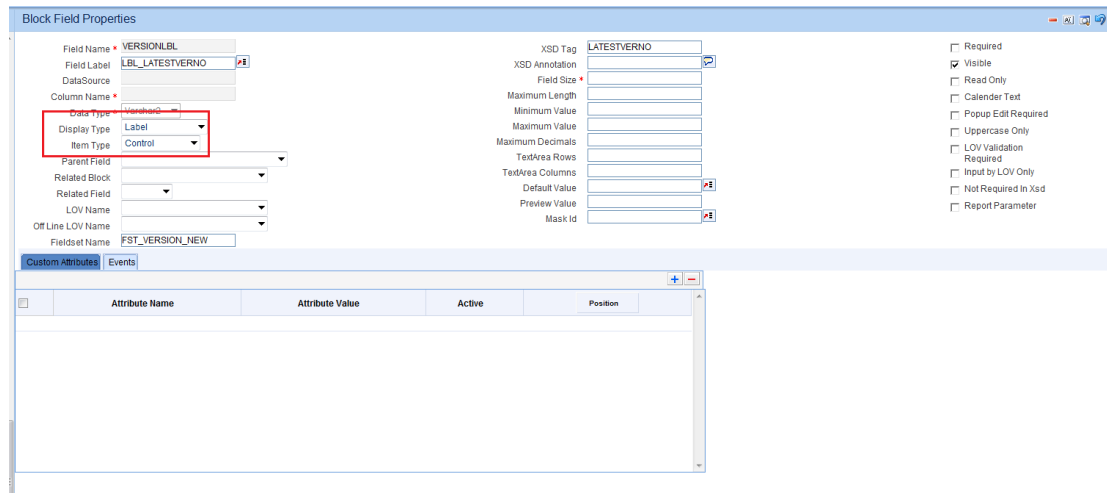 Block Field Properties
Field Name * VERSIONLBL
Field Label LBL_LATESTVERNO
DataSource
Column Name *
Data Type * Varchar2
Display Type Label
Item Type Control
Parent Field
Related Block
Related Field
LOV Name
Off Line LOV Name
Fieldset Name FST_VERSION_NEW
XSD Tag LATESTVERNO
XSD Annotation
Field Size *
Maximum Length
Minimum Value
Maximum Value
Maximum Decimals
TextArea Rows
TextArea Columns
Default Value
Preview Value
Mask Id
Required
Visible
Read Only
Calender Text
Popup Edit Required
Uppercase Only
LOV Validation
Required
Input by LOV Only
Not Required In Xsd
Report Parameter
Custom Attributes Events
Attribute Name Attribute Value Active Position